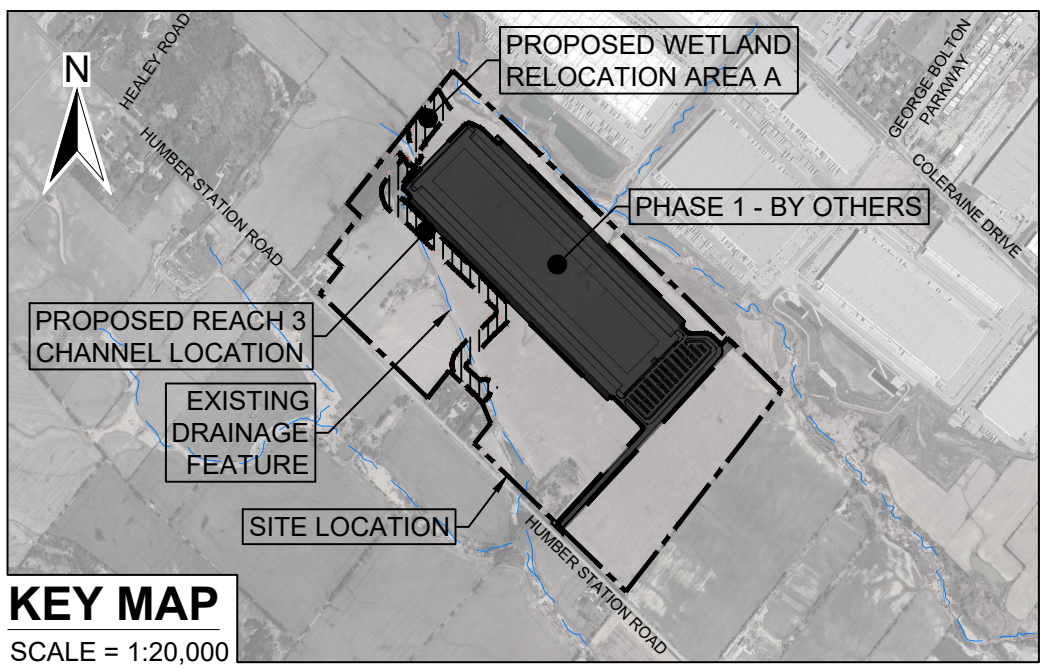 N
HEALEY ROAD
HUMBER STATION ROAD
PROPOSED WETLAND
RELOCATION AREA A
GEORGE BOLTON
PARKWAY
COLERAINE DRIVE
PHASE 1 - BY OTHERS
PROPOSED REACH 3
CHANNEL LOCATION
EXISTING
DRAINAGE
FEATURE
SITE LOCATION
HUMBER STATION ROAD
KEY MAP
SCALE = 1:20,000